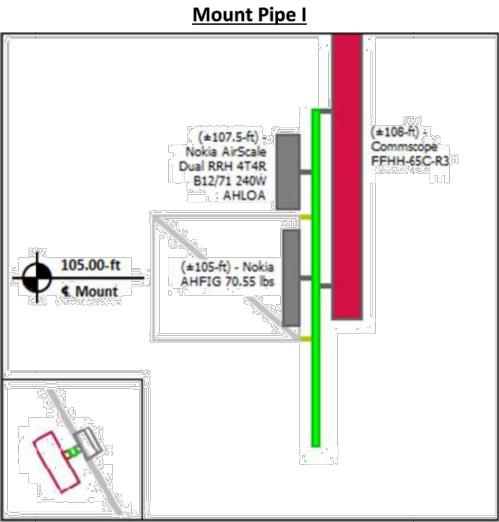 Mount Pipe I
(±107.5-ft) -
Nokia AirScale
Dual RRH 4T4R
B12/71 240W
AHLOA
(±108-ft) -
Commscope
FFHH-65C-R3
105.00-ft
℄ Mount
(±105-ft) - Nokia
AHFIG 70.55 lbs